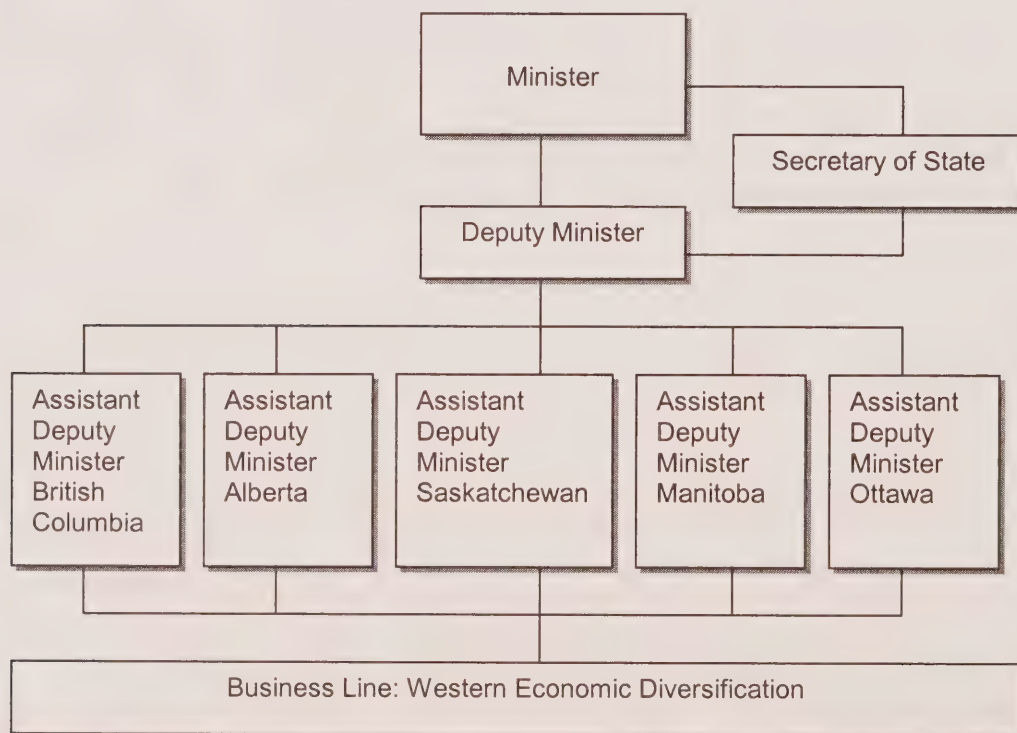 Minister
Secretary of State
Deputy Minister
Assistant
Deputy
Minister
British
Columbia
Assistant
Deputy
Minister
Alberta
Assistant
Deputy
Minister
Saskatchewan
Assistant
Deputy
Minister
Manitoba
Assistant
Deputy
Minister
Ottawa
Business Line: Western Economic Diversification